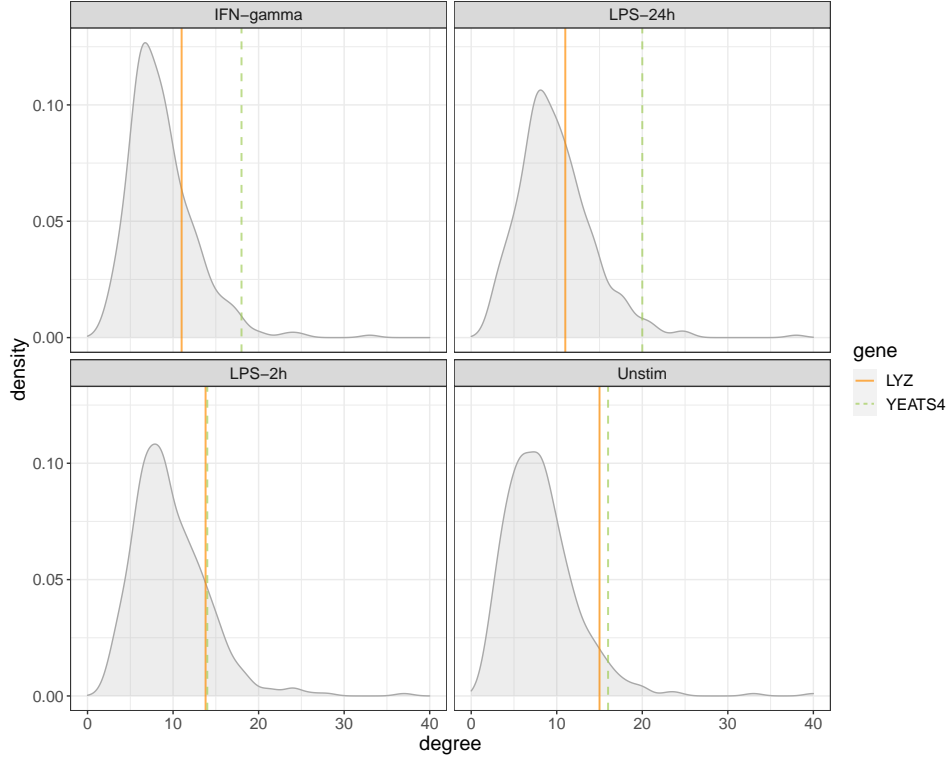 IFN−gamma
LPS−24h
0.10
0.05
0.00
LPS−2h
Unstim
0.10
0.05
0.00
0 10 20 30 40
0 10 20 30 40
degree
density
gene
LYZ
YEATS4